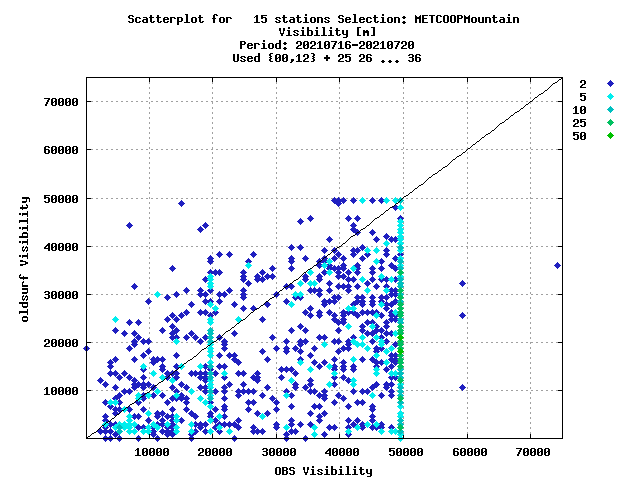 Scatterplot for   15 stations Selection: METCOOPMountain
Visibility [m]
Period: 20210716-20210720
Used {00,12} + 25 26 ... 36
2
5
10
25
50
70000
60000
50000
40000
30000
20000
10000
oldsurf Visibility
10000 20000 30000 40000 50000 60000 70000
OBS Visibility